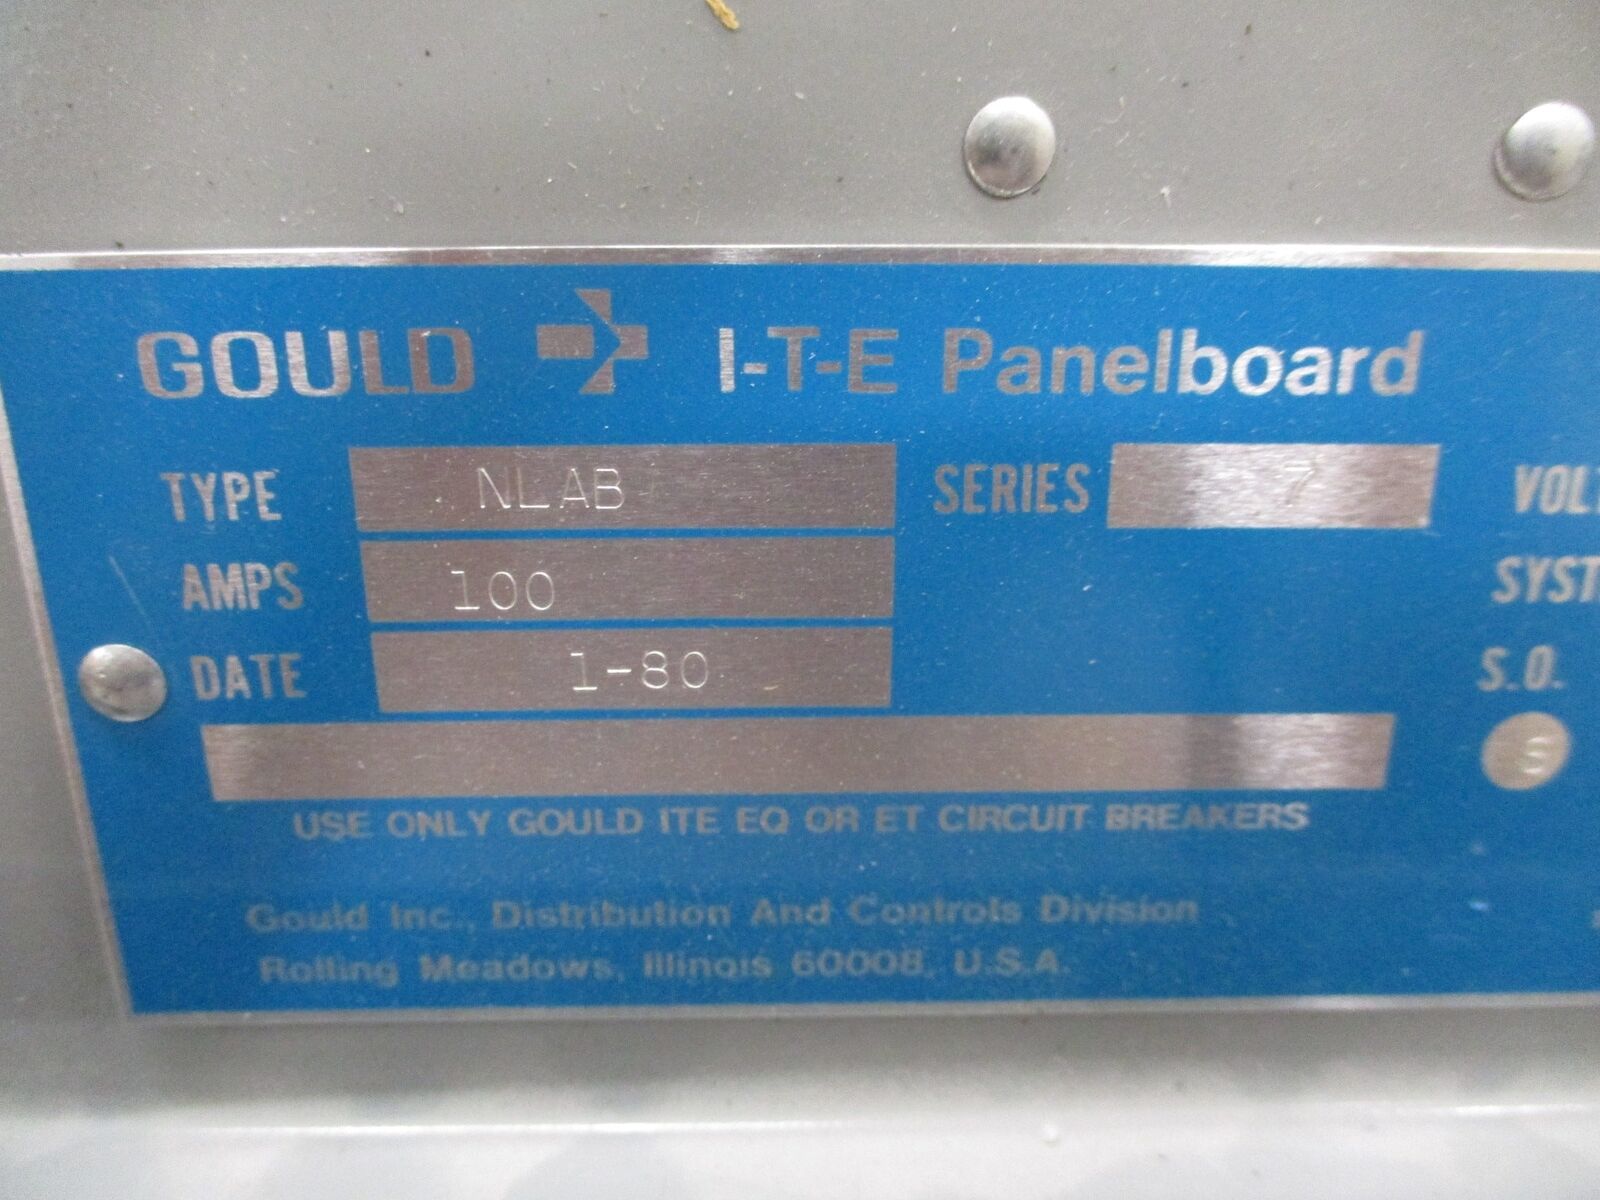 GOULD I-T-E Panelboard
TYPE NLAB SERIES 7
AMPS 100
DATE 1-80 S.O.
S
USE ONLY GOULD ITE EQ OR ET CIRCUIT BREAKERS
Gould Inc., Distribution And Controls Division
Rolling Meadows, Illinois 60008, U.S.A.